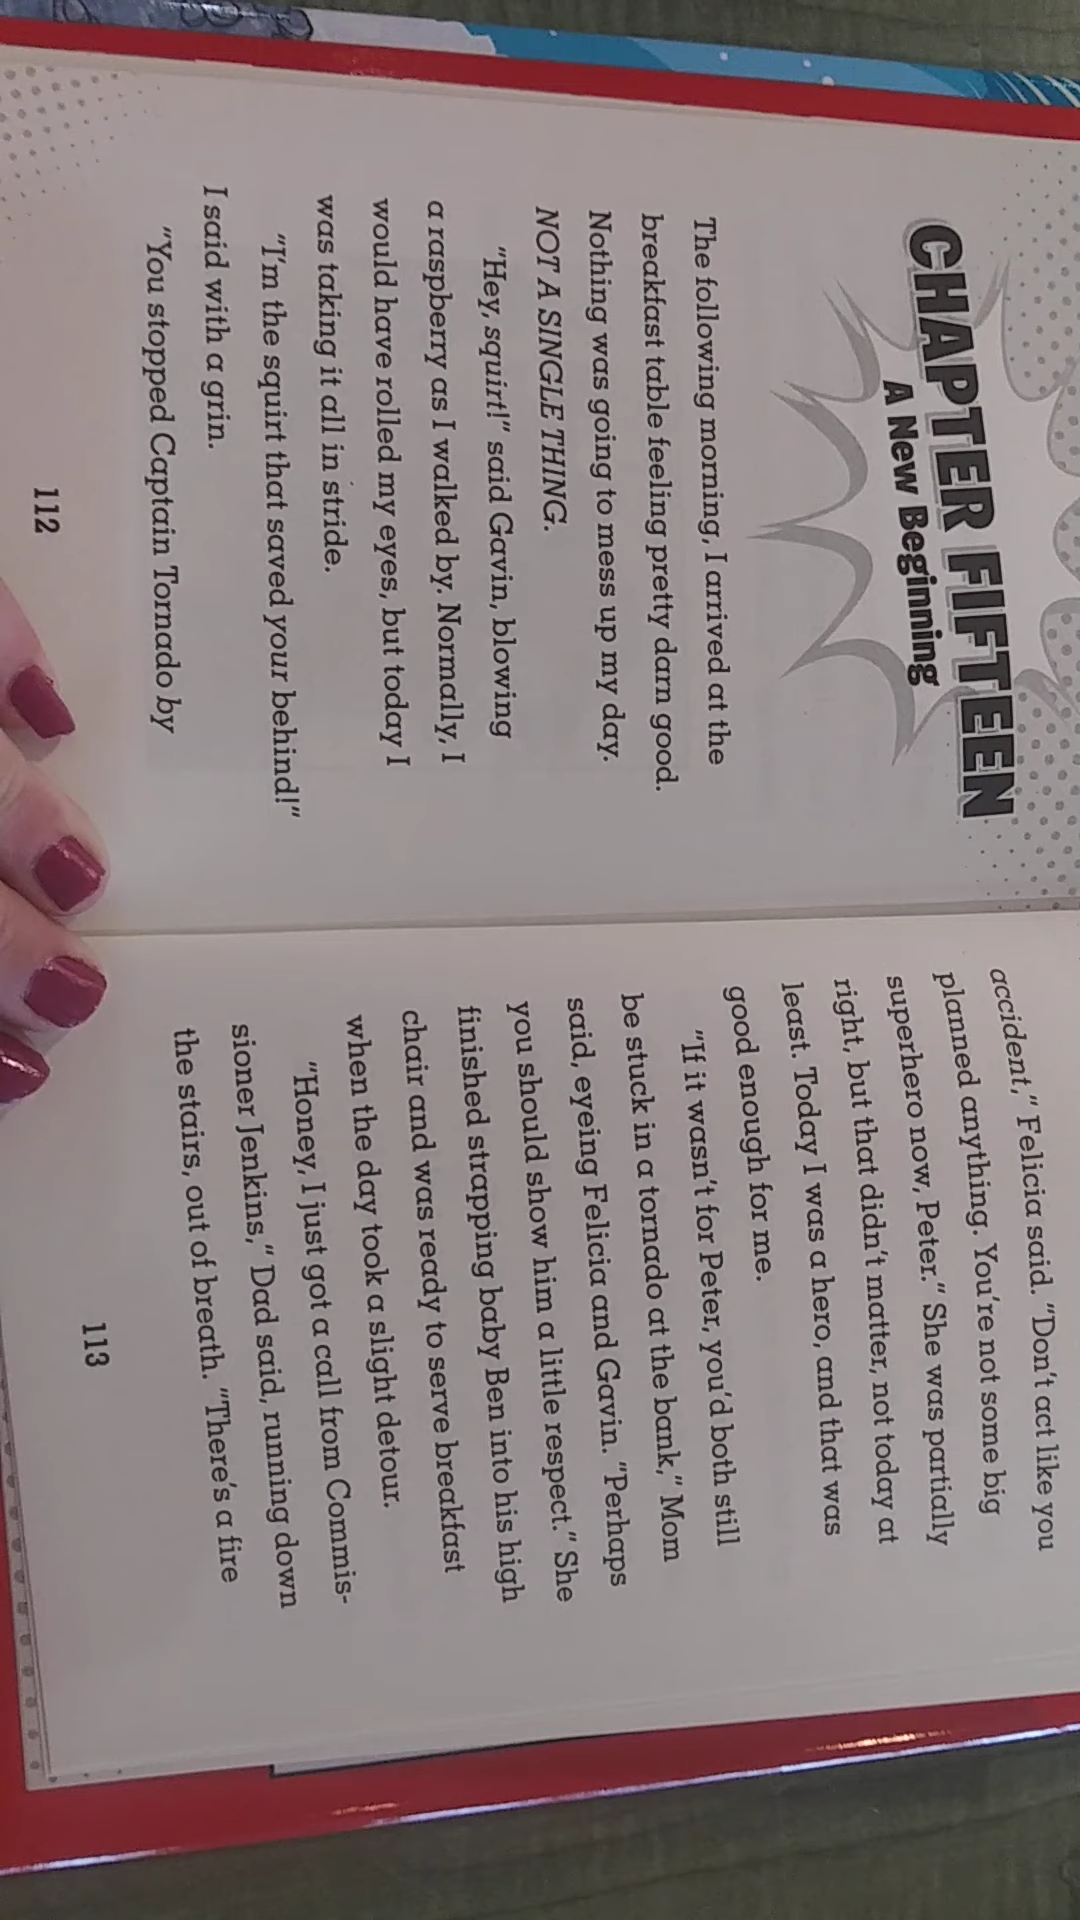 CHAPTER FIFTEEN
A New Beginning
The following morning, I arrived at the
breakfast table feeling pretty darn good.
Nothing was going to mess up my day.
NOT A SINGLE THING.
"Hey, squirt!" said Gavin, blowing
a raspberry as I walked by. Normally, I
would have rolled my eyes, but today I
was taking it all in stride.
"I'm the squirt that saved your behind!"
I said with a grin.
"You stopped Captain Tornado by
112
accident," Felicia said. "Don't act like you
planned anything. You're not some big
superhero now, Peter." She was partially
right, but that didn't matter, not today at
least. Today I was a hero, and that was
good enough for me.
"If it wasn't for Peter, you'd both still
be stuck in a tornado at the bank," Mom
said, eyeing Felicia and Gavin. "Perhaps
you should show him a little respect." She
finished strapping baby Ben into his high
chair and was ready to serve breakfast
when the day took a slight detour.
"Honey, I just got a call from Commis-
sioner Jenkins," Dad said, running down
the stairs, out of breath. "There's a fire
113